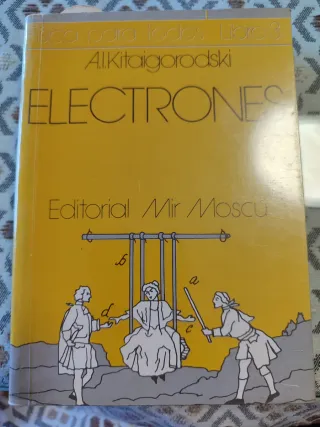 Física para todos Libro 3
A.I.Kitaigorodski
ELECTRONES
Editorial Mir Moscú
b
a
d
c